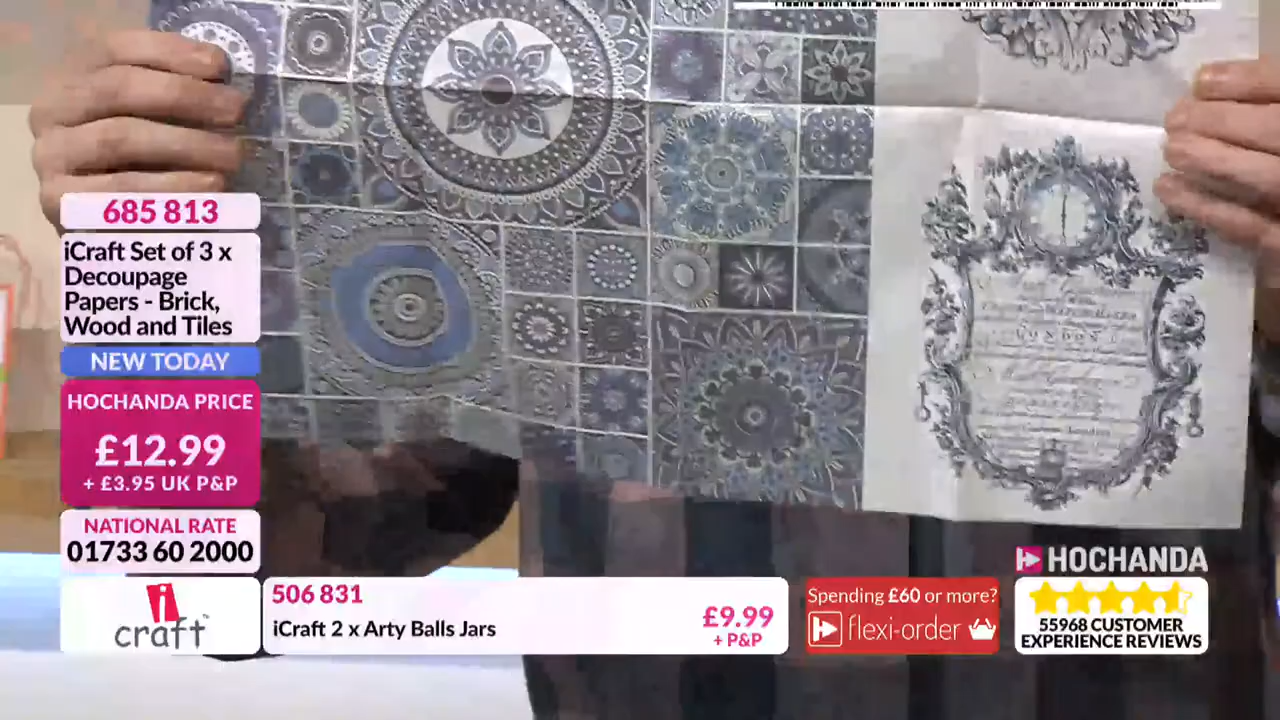 685 813
iCraft Set of 3 x
Decoupage
Papers - Brick,
Wood and Tiles
NEW TODAY
HOCHANDA PRICE
£12.99
+ £3.95 UK P&P
NATIONAL RATE
01733 60 2000
i
craft™
506 831
iCraft 2 x Arty Balls Jars
£9.99
+ P&P
Spending £60 or more?
flexi-order
HOCHANDA
55968 CUSTOMER
EXPERIENCE REVIEWS